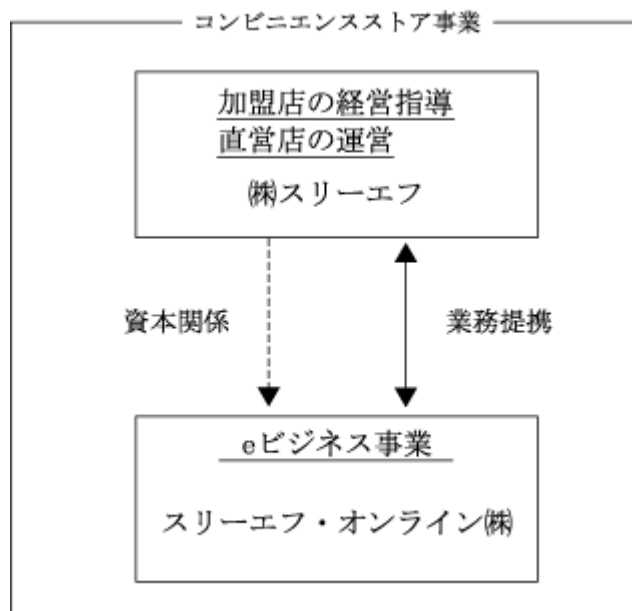 コンビニエンスストア事業
加盟店の経営指導
直営店の運営
㈱スリーエフ
資本関係
業務提携
eビジネス事業
スリーエフ・オンライン㈱